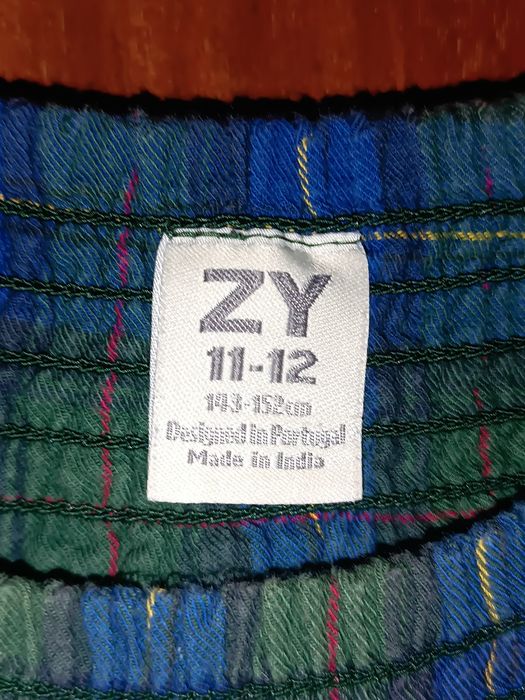 ZY
11-12
143-152cm
Designed in Portugal
Made in India